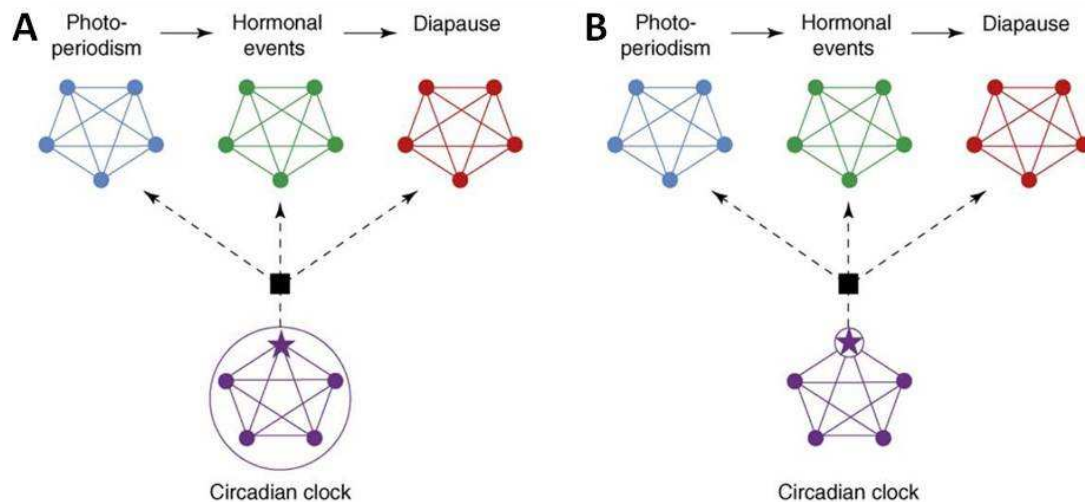 A
Photo-
periodism
Hormonal
events
Diapause
Circadian clock
B
Photo-
periodism
Hormonal
events
Diapause
Circadian clock